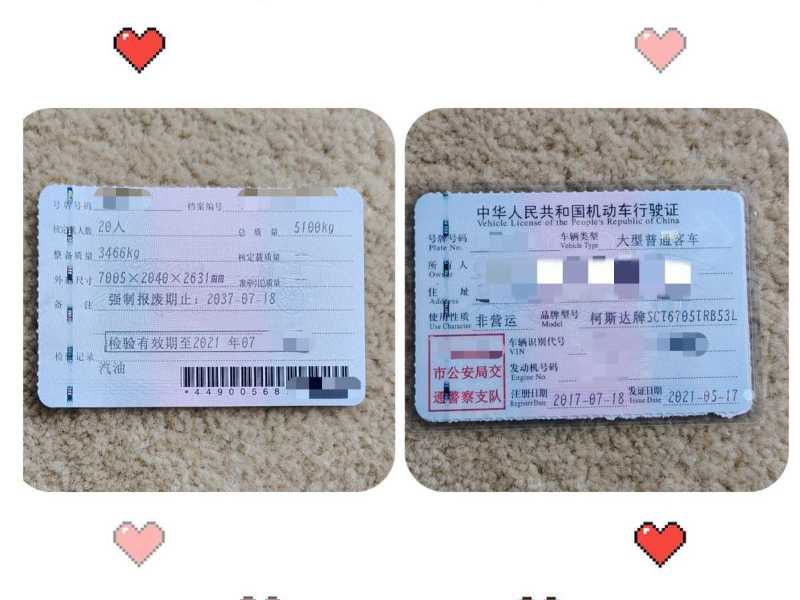 号牌号码
档案编号
核定载人数 20人
总质量 5100kg
整备质量 3466kg
核定载质量
外廓尺寸 7005×2040×2631mm
准牵引总质量
备 注 强制报废期止: 2037-07-18
检验有效期至2021 年07
检验记录
汽油
*44900568
中华人民共和国机动车行驶证
Vehicle License of the People's Republic of China
号牌号码
Plate No.
车辆类型
Vehicle Type
大型普通客车
所有人
Owner
住 址
Address
使用性质
Use Character
非营运
品牌型号
Model
柯斯达牌SCT6705TRB53L
车辆识别代号
VIN
发动机号码
Engine No.
市公安局交
通警察支队
注册日期
Register Date
2017-07-18
发证日期
Issue Date
2021-05-17